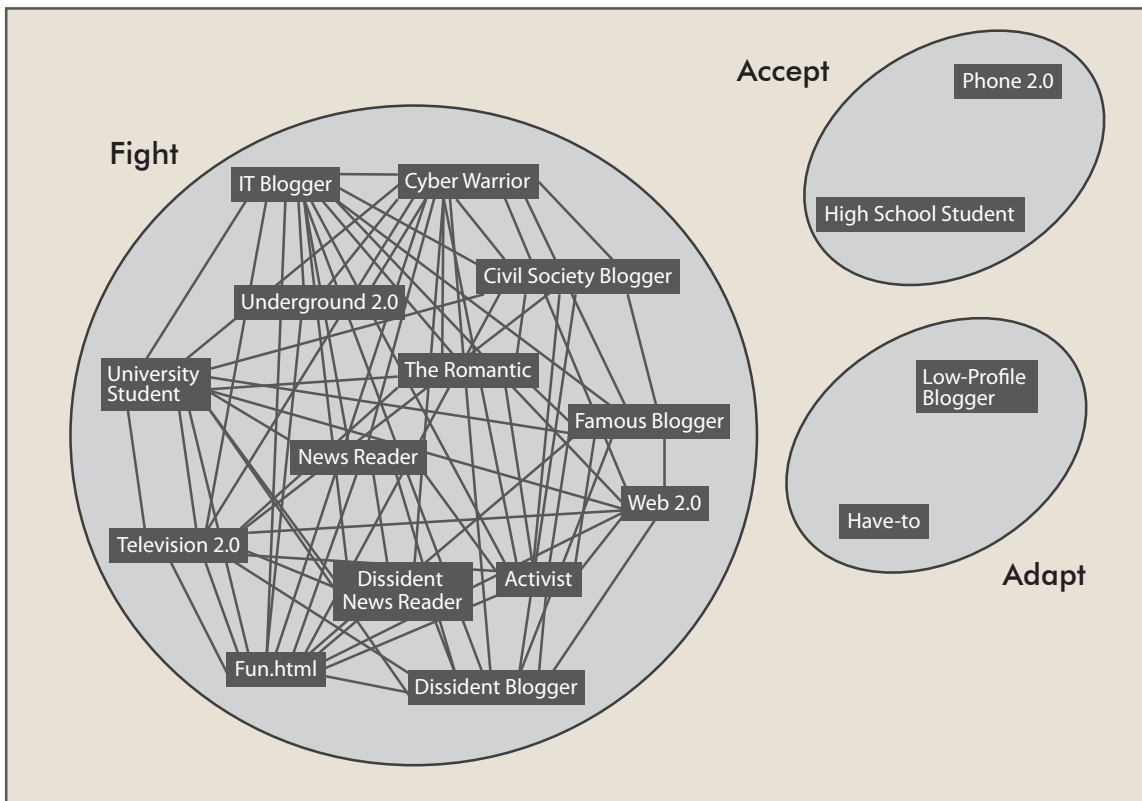 Accept
Phone 2.0
High School Student
Fight
IT Blogger
Cyber Warrior
Civil Society Blogger
Underground 2.0
University
Student
The Romantic
Famous Blogger
News Reader
Web 2.0
Television 2.0
Dissident
News Reader
Activist
Fun.html
Dissident Blogger
Low-Profile
Blogger
Have-to
Adapt